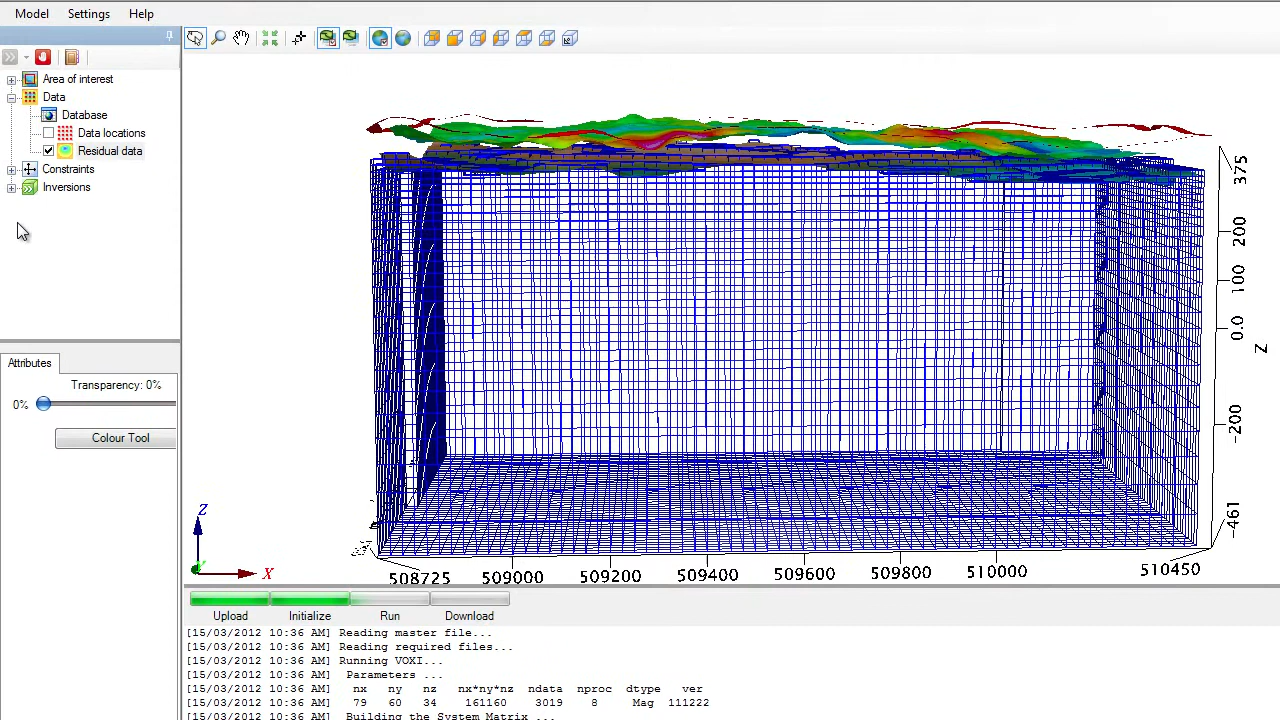 Model Settings Help
Area of interest
Data
Database
Data locations
Residual data
Constraints
Inversions
Attributes
Transparency: 0%
0%
Colour Tool
375
200
100
0.0
Z
-200
-461
Z
X
508725 509000 509200 509400 509600 509800 510000 510450
Upload Initialize Run Download
[15/03/2012 10:36 AM] Reading master file...
[15/03/2012 10:36 AM] Reading required files...
[15/03/2012 10:36 AM] Running VOXI...
[15/03/2012 10:36 AM] Parameters ...
[15/03/2012 10:36 AM] nx ny nz nx*ny*nz ndata nproc dtype ver
[15/03/2012 10:36 AM] 79 60 34 161160 3019 8 Mag 111222
[15/03/2012 10:36 AM] Building the System Matrix ...